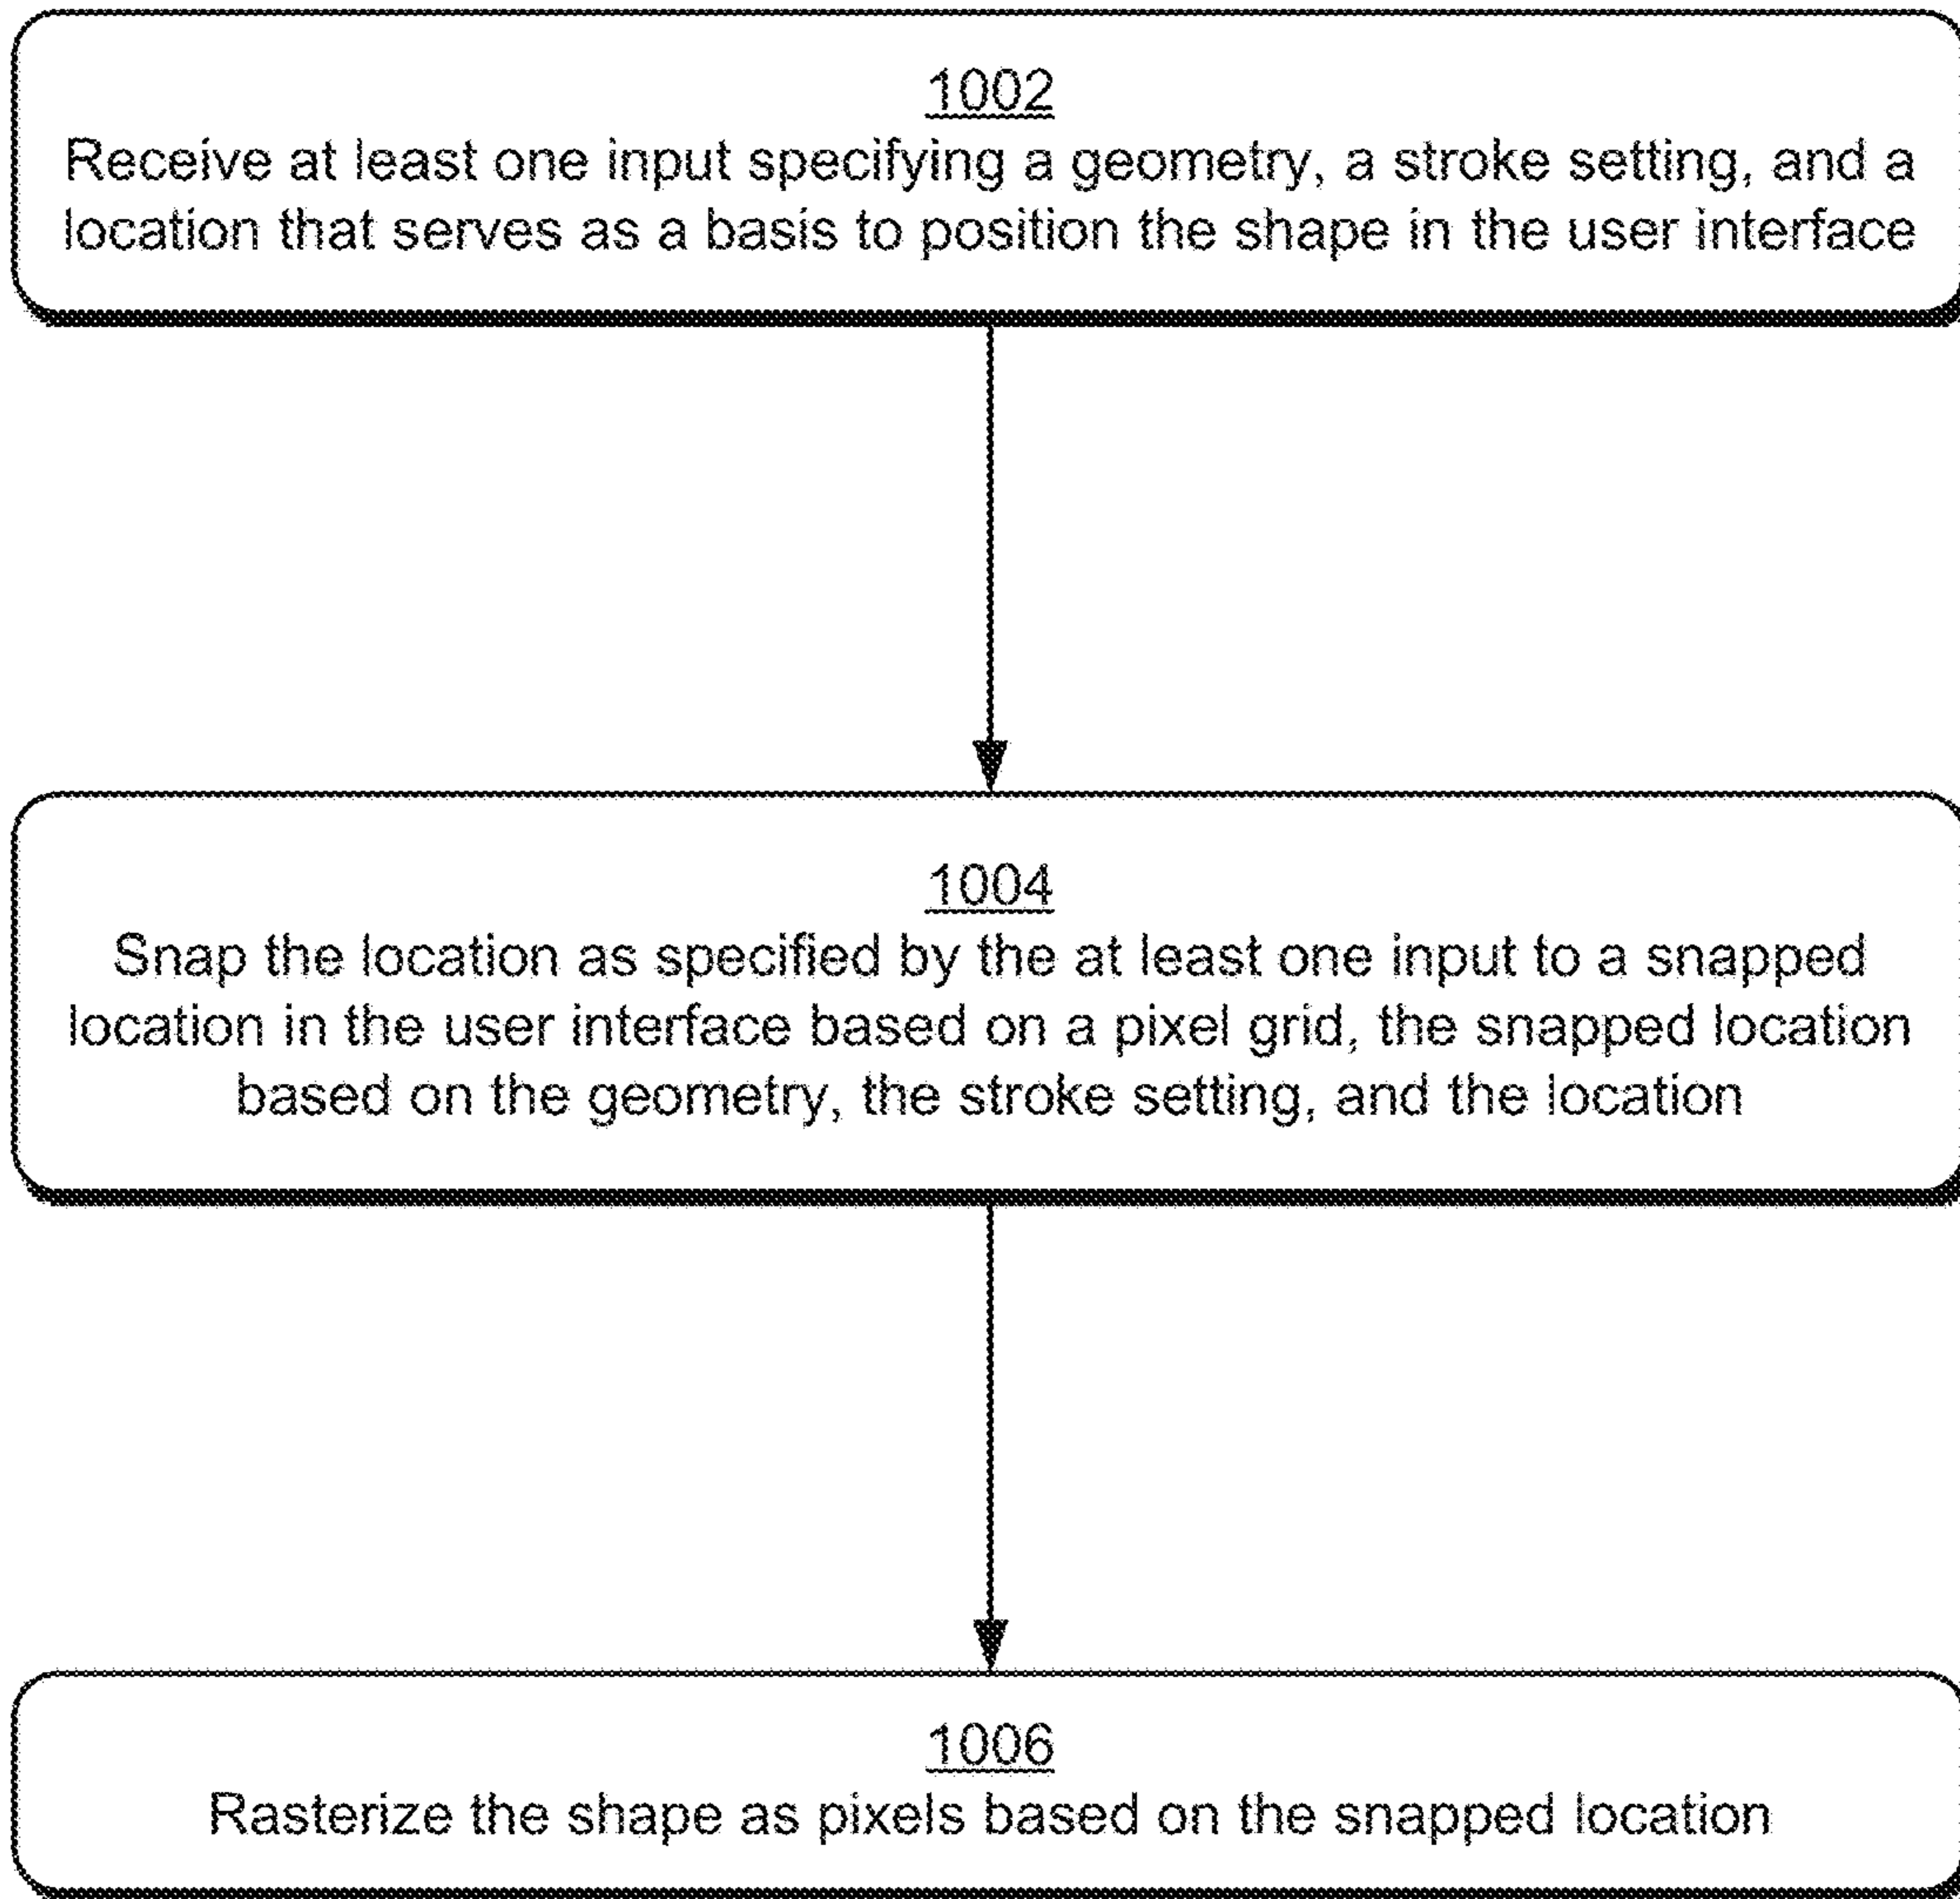 1002
Receive at least one input specifying a geometry, a stroke setting, and a
location that serves as a basis to position the shape in the user interface
1004
Snap the location as specified by the at least one input to a snapped
location in the user interface based on a pixel grid, the snapped location
based on the geometry, the stroke setting, and the location
1006
Rasterize the shape as pixels based on the snapped location